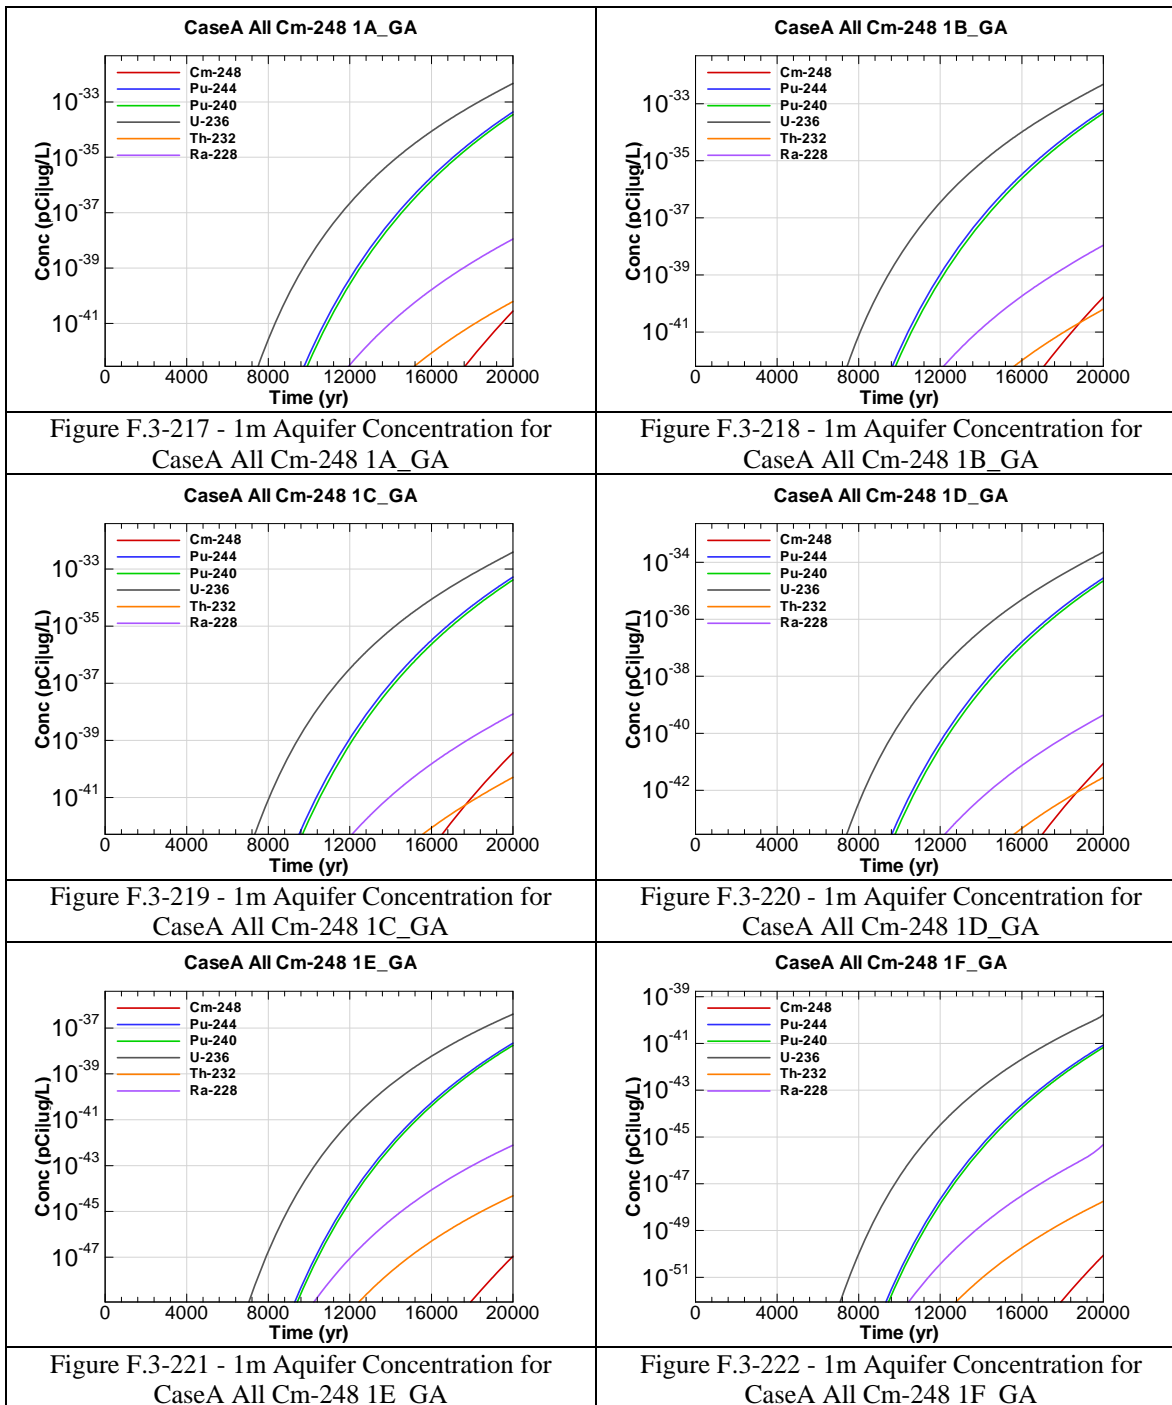 CaseA All Cm-248 1A_GA
Cm-248
Pu-244
Pu-240
U-236
Th-232
Ra-228
10-33
10-35
10-37
10-39
10-41
Conc (pCi|ug/L)
0 4000 8000 12000 16000 20000
Time (yr)
Figure F.3-217 - 1m Aquifer Concentration for
CaseA All Cm-248 1A_GA
CaseA All Cm-248 1B_GA
Cm-248
Pu-244
Pu-240
U-236
Th-232
Ra-228
10-33
10-35
10-37
10-39
10-41
Conc (pCi|ug/L)
0 4000 8000 12000 16000 20000
Time (yr)
Figure F.3-218 - 1m Aquifer Concentration for
CaseA All Cm-248 1B_GA
CaseA All Cm-248 1C_GA
Cm-248
Pu-244
Pu-240
U-236
Th-232
Ra-228
10-33
10-35
10-37
10-39
10-41
Conc (pCi|ug/L)
0 4000 8000 12000 16000 20000
Time (yr)
Figure F.3-219 - 1m Aquifer Concentration for
CaseA All Cm-248 1C_GA
CaseA All Cm-248 1D_GA
Cm-248
Pu-244
Pu-240
U-236
Th-232
Ra-228
10-34
10-36
10-38
10-40
10-42
Conc (pCi|ug/L)
0 4000 8000 12000 16000 20000
Time (yr)
Figure F.3-220 - 1m Aquifer Concentration for
CaseA All Cm-248 1D_GA
CaseA All Cm-248 1E_GA
Cm-248
Pu-244
Pu-240
U-236
Th-232
Ra-228
10-37
10-39
10-41
10-43
10-45
10-47
Conc (pCi|ug/L)
0 4000 8000 12000 16000 20000
Time (yr)
Figure F.3-221 - 1m Aquifer Concentration for
CaseA All Cm-248 1E_GA
CaseA All Cm-248 1F_GA
Cm-248
Pu-244
Pu-240
U-236
Th-232
Ra-228
10-39
10-41
10-43
10-45
10-47
10-49
10-51
Conc (pCi|ug/L)
0 4000 8000 12000 16000 20000
Time (yr)
Figure F.3-222 - 1m Aquifer Concentration for
CaseA All Cm-248 1F_GA